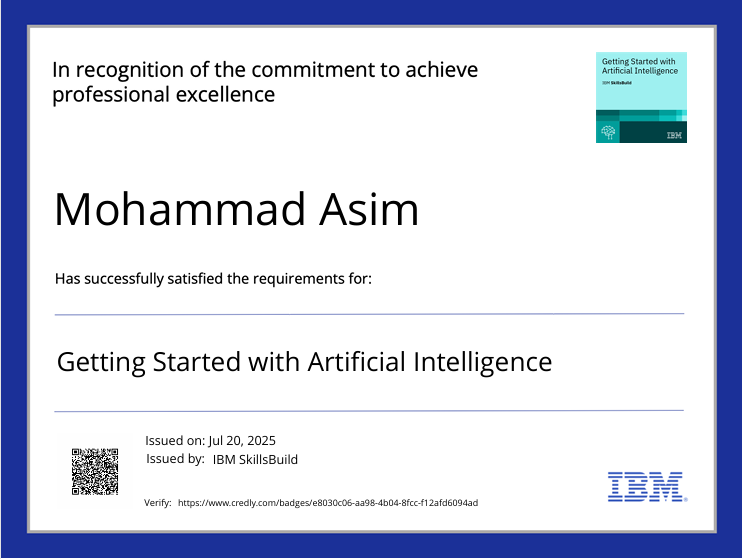 In recognition of the commitment to achieve
professional excellence
Getting Started with
Artificial Intelligence
IBM SkillsBuild
IBM
Mohammad Asim
Has successfully satisfied the requirements for:
Getting Started with Artificial Intelligence
Issued on: Jul 20, 2025
Issued by: IBM SkillsBuild
Verify: https://www.credly.com/badges/e8030c06-aa98-4b04-8fcc-f12afd6094ad
IBM®